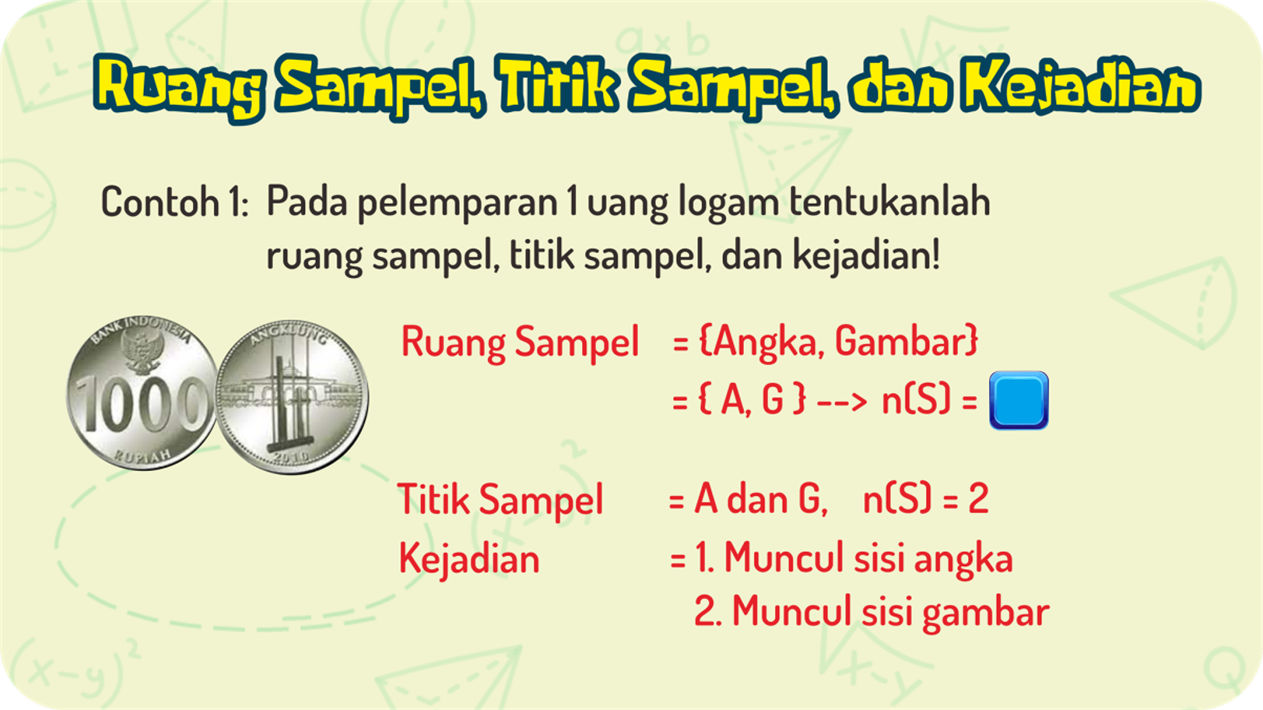 Ruang Sampel, Titik Sampel, dan Kejadian
Contoh 1: Pada pelemparan 1 uang logam tentukanlah
ruang sampel, titik sampel, dan kejadian!
BANK INDONESIA
1000
RUPIAH
ANGKLUNG
2010
Ruang Sampel = {Angka, Gambar}
= { A, G } --> n(S) =
Titik Sampel = A dan G, n(S) = 2
Kejadian = 1. Muncul sisi angka
2. Muncul sisi gambar
a x b
√x-y
(x-y)²
(x-y)²
√x-y